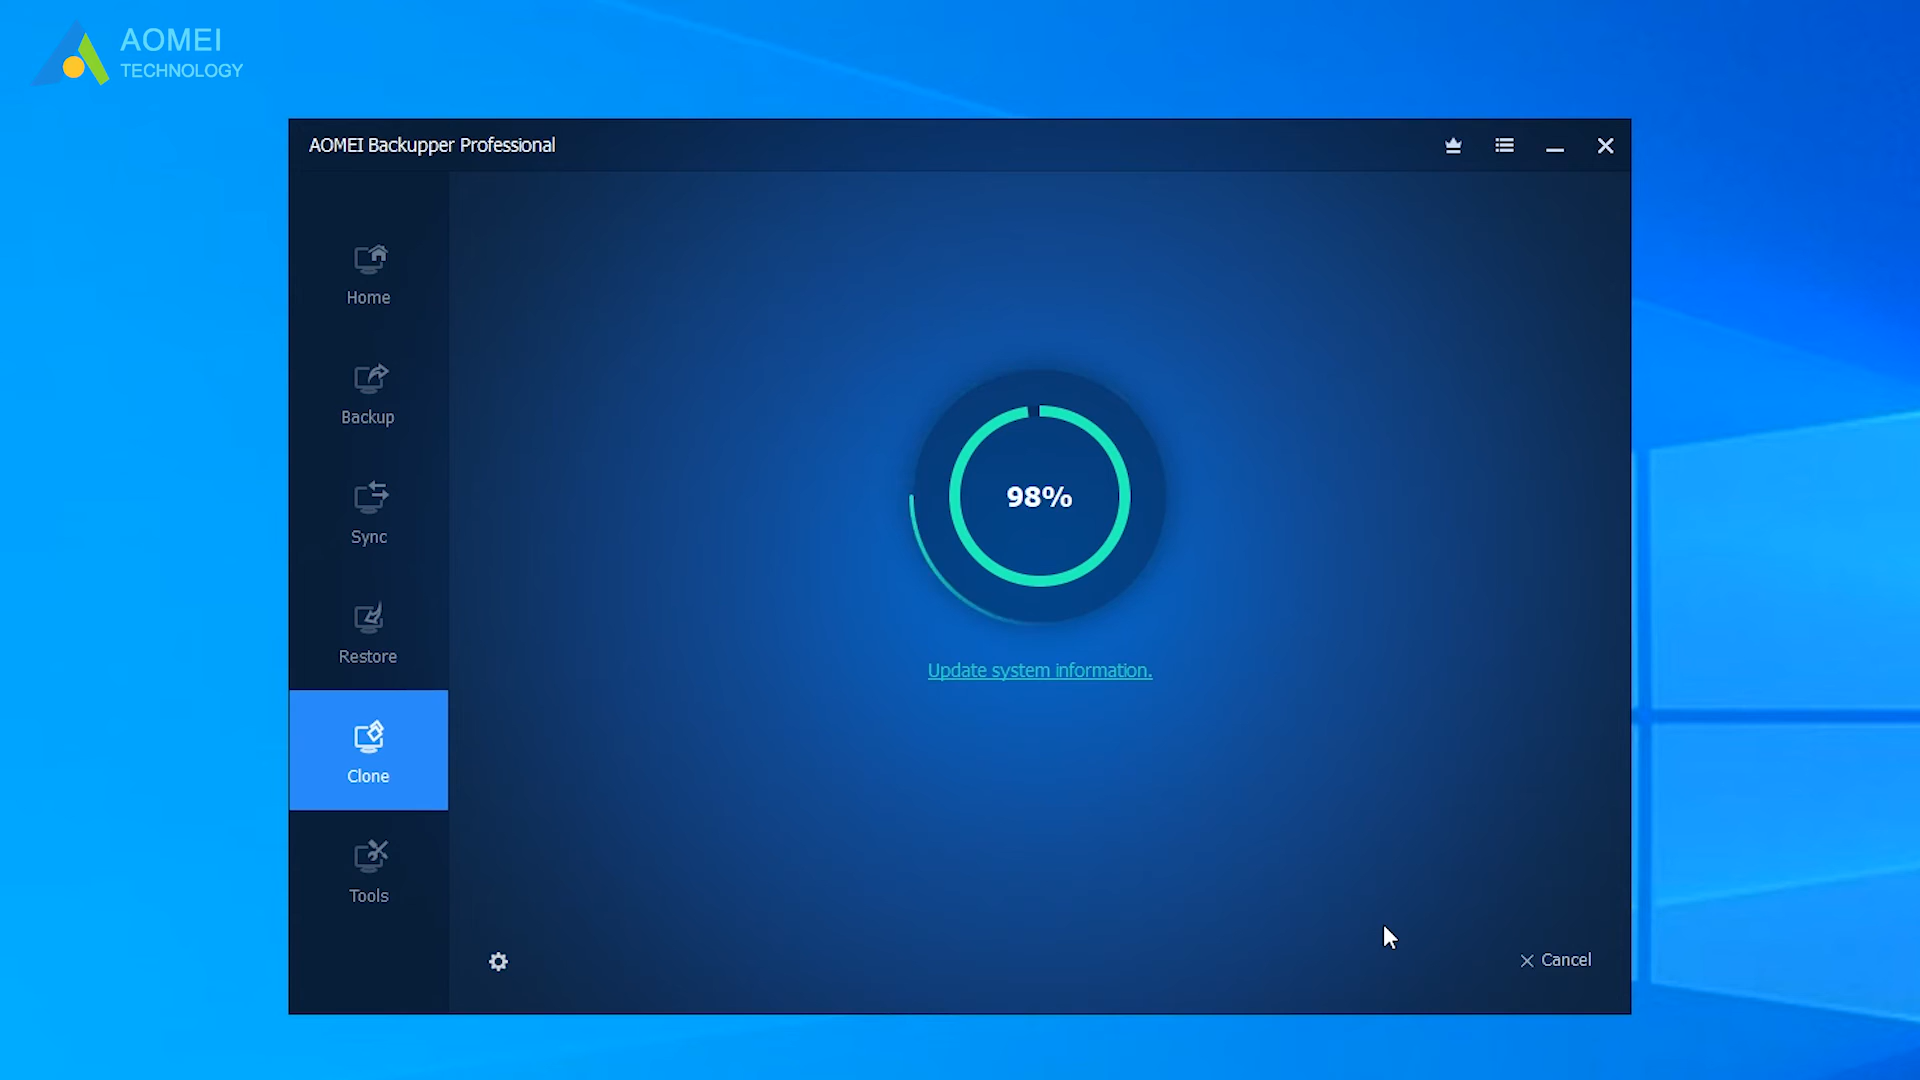 AOMEI
TECHNOLOGY
AOMEI Backupper Professional
Home
Backup
Sync
Restore
Clone
Tools
98%
Update system information.
Cancel